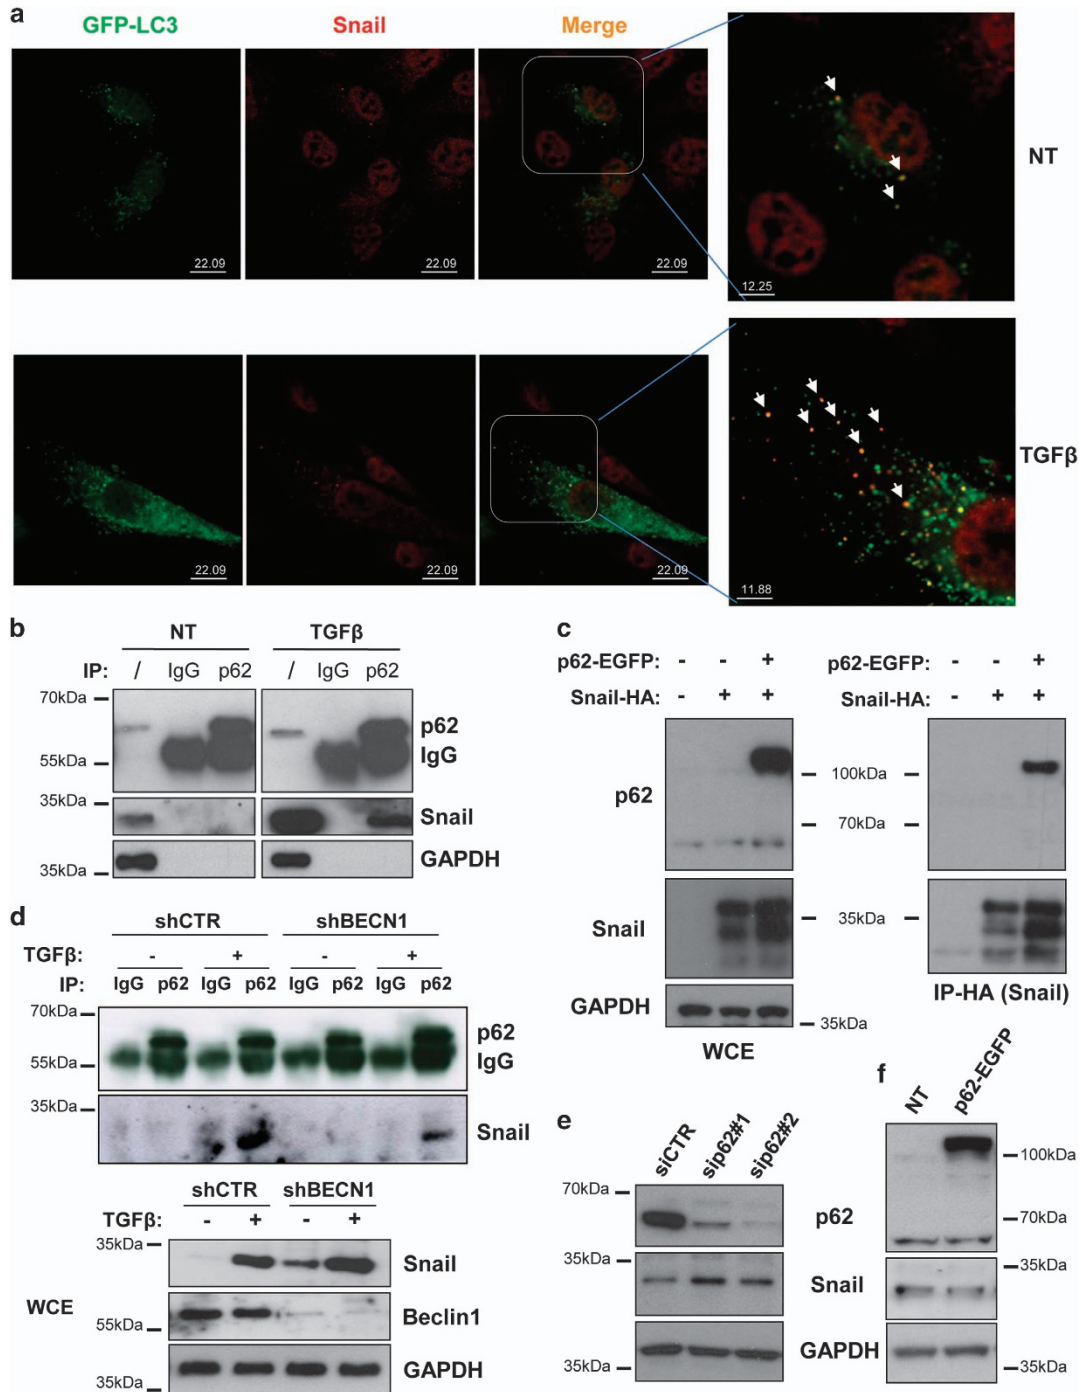 a
GFP-LC3 Snail Merge
22.09 22.09 22.09 12.25
NT
22.09 22.09 22.09 11.88
TGFβ
b
NT TGFβ
IP: / IgG p62 / IgG p62
70kDa
p62
55kDa
IgG
35kDa
Snail
35kDa
GAPDH
c
p62-EGFP: - - + p62-EGFP: - - +
Snail-HA: - + + Snail-HA: - + +
p62
100kDa
70kDa
Snail
35kDa
GAPDH
35kDa
WCE
IP-HA (Snail)
d
shCTR shBECN1
TGFβ: - + - +
IP: IgG p62 IgG p62 IgG p62 IgG p62
70kDa
p62
55kDa
IgG
35kDa
Snail
shCTR shBECN1
TGFβ: - + - +
35kDa
Snail
WCE
Beclin1
55kDa
GAPDH
35kDa
e
siCTR sip62#1 sip62#2
70kDa
p62
35kDa
Snail
GAPDH
35kDa
f
NT p62-EGFP
100kDa
70kDa
35kDa
35kDa